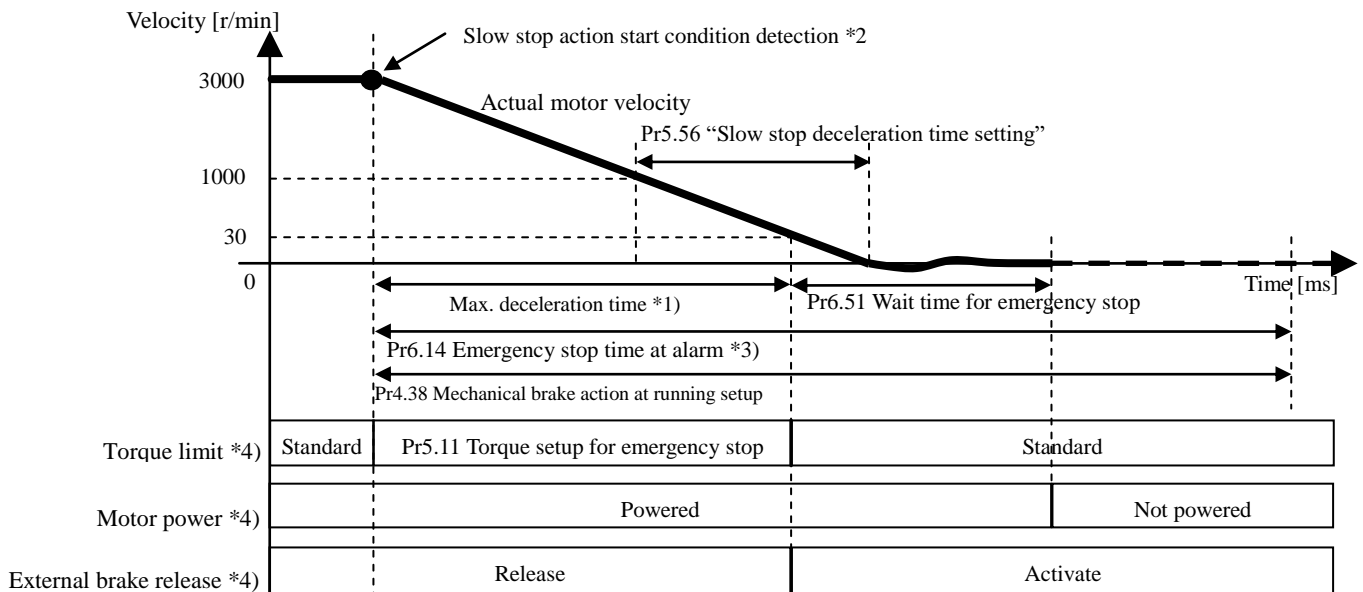 Velocity [r/min]
Slow stop action start condition detection *2
3000
Actual motor velocity
Pr5.56 “Slow stop deceleration time setting”
1000
30
0
Time [ms]
Max. deceleration time *1)
Pr6.51 Wait time for emergency stop
Pr6.14 Emergency stop time at alarm *3)
Pr4.38 Mechanical brake action at running setup
Torque limit *4)
Standard
Pr5.11 Torque setup for emergency stop
Standard
Motor power *4)
Powered
Not powered
External brake release *4)
Release
Activate